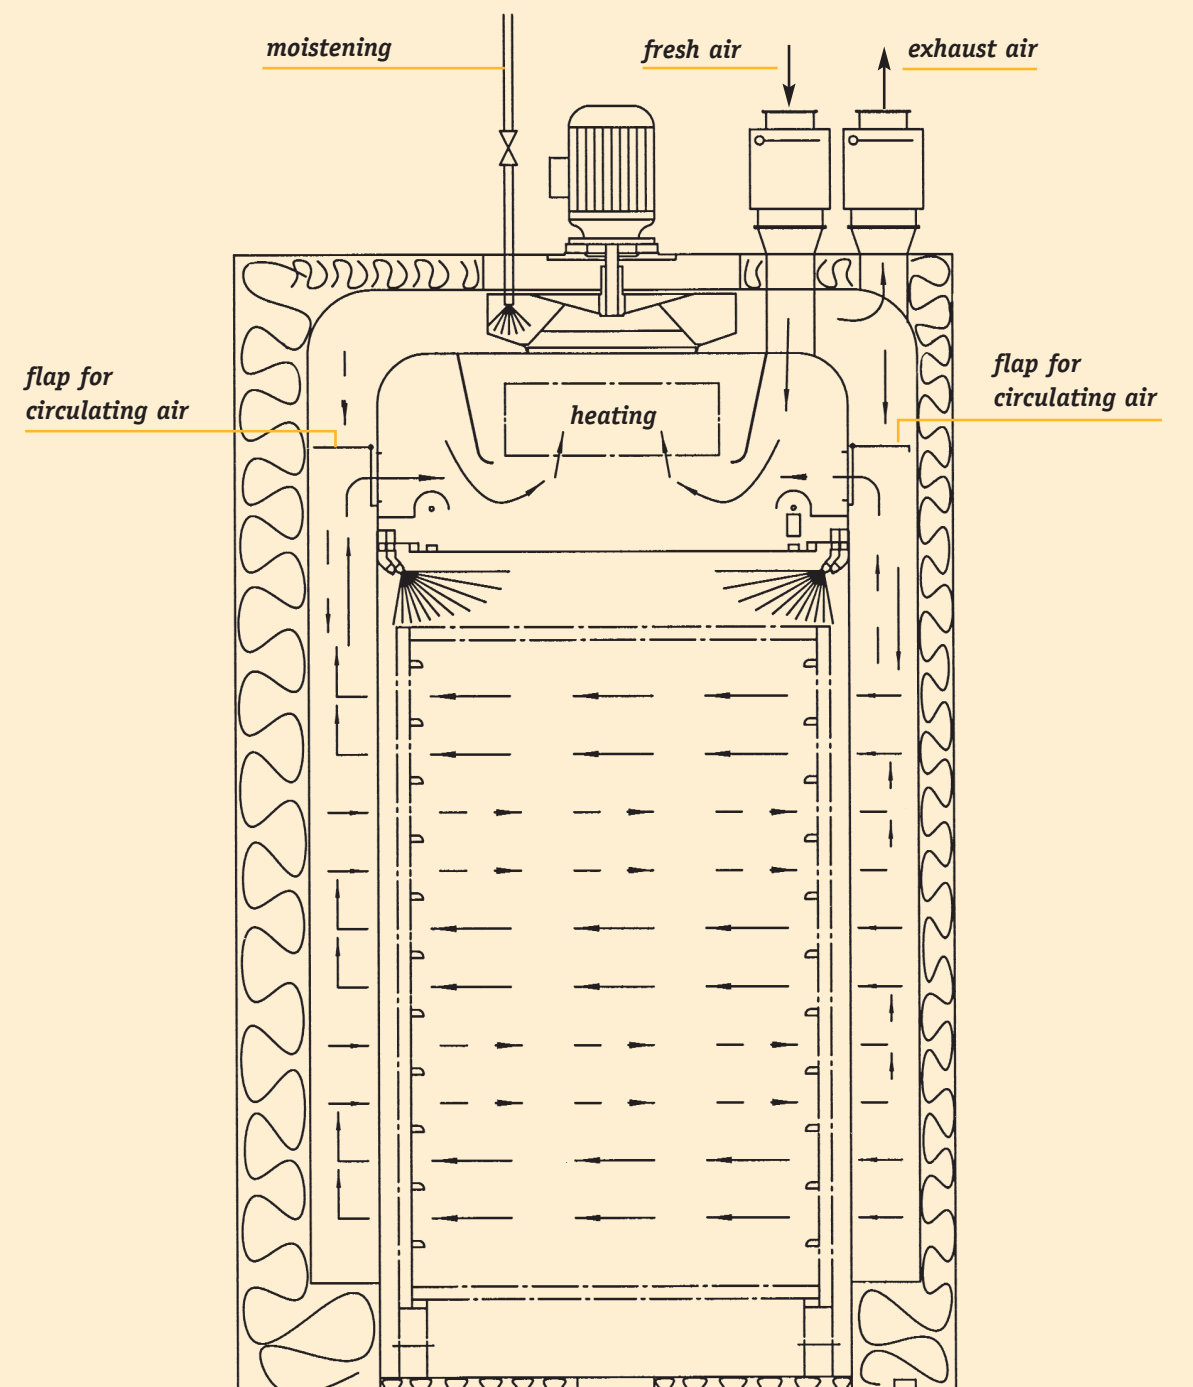 moistening
fresh air
exhaust air
flap for
circulating air
heating
flap for
circulating air